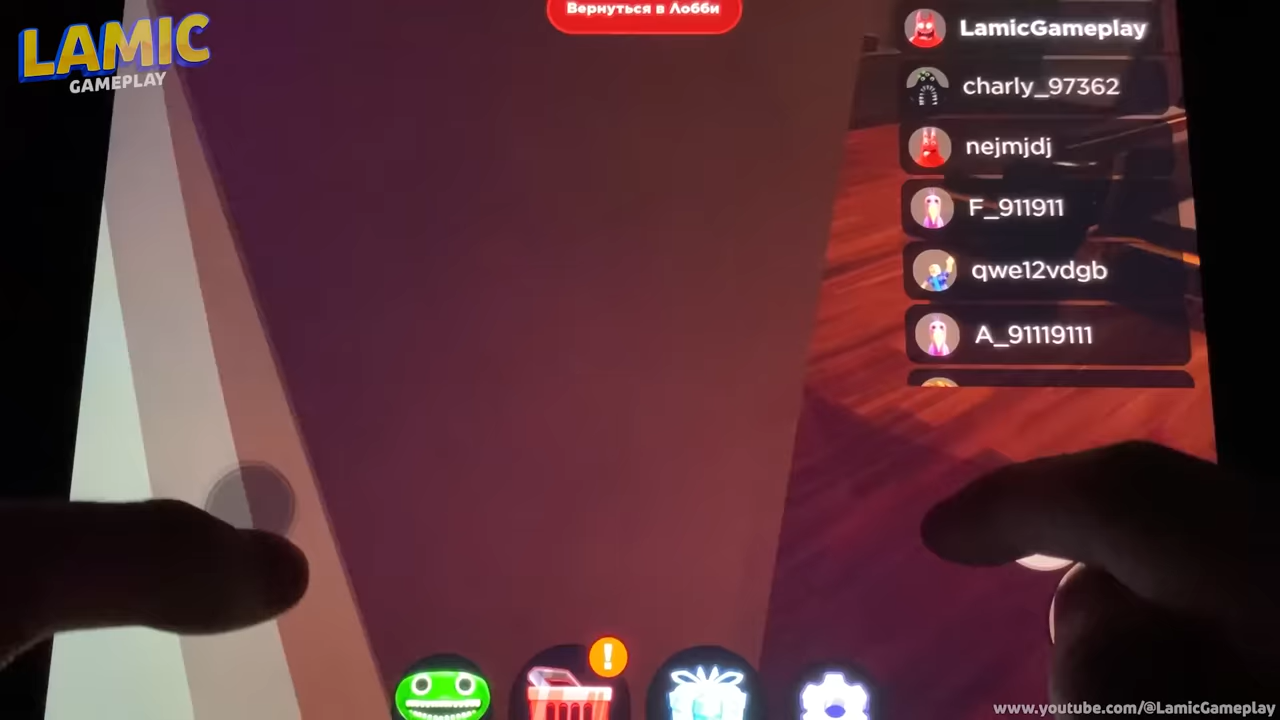 LAMIC
GAMEPLAY
Вернуться в Лобби
LamicGameplay
charly_97362
nejmjdj
F_911911
qwe12vdgb
A_91119111
!
www.youtube.com/@LamicGameplay